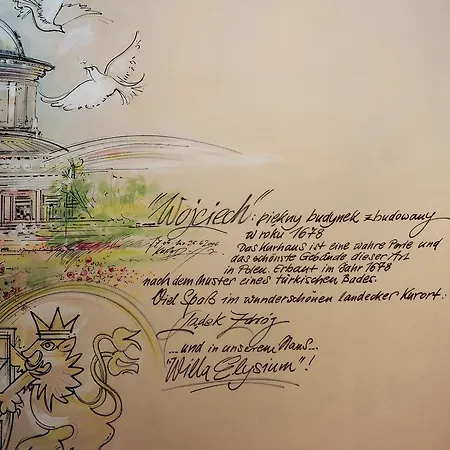 "Wojciech": piękny budynek zbudowany
w roku 1678
Das Kurhaus ist eine wahre Perle und
das schönste Gebäude dieser Art
in Polen. Erbaut im Jahr 1678
nach dem Muster eines türkischen Bades.
Viel Spaß im wunderschönen Landecker Kurort:
Lądek Zdrój
...und in unserem Haus...
"Willa Elysium"!